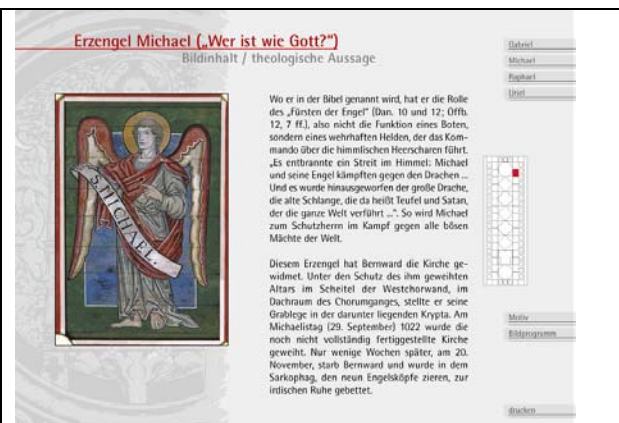 Erzengel Michael („Wer ist wie Gott?“)
Bildinhalt / theologische Aussage
Gabriel
Michael
Raphael
Uriel
S. MICHAEL.
Wo er in der Bibel genannt wird, hat er die Rolle
des „Fürsten der Engel“ (Dan. 10 und 12; Offb.
12, 7 ff.), also nicht die Funktion eines Boten,
sondern eines wehrhaften Helden, der das Kom-
mando über die himmlischen Heerscharen führt.
„Es entbrannte ein Streit im Himmel: Michael
und seine Engel kämpften gegen den Drachen ...
Und es wurde hinausgeworfen der große Drache,
die alte Schlange, die da heißt Teufel und Satan,
der die ganze Welt verführt ...“. So wird Michael
zum Schutzherrn im Kampf gegen alle bösen
Mächte der Welt.
Diesem Erzengel hat Bernward die Kirche ge-
widmet. Unter den Schutz des ihm geweihten
Altars im Scheitel der Westchorwand, im
Dachraum des Chorumganges, stellte er seine
Grablege in der darunter liegenden Krypta. Am
Michaelistag (29. September) 1022 wurde die
noch nicht vollständig fertiggestellte Kirche
geweiht. Nur wenige Wochen später, am 20.
November, starb Bernward und wurde in dem
Sarkophag, den neun Engelsköpfe zieren, zur
irdischen Ruhe gebettet.
Motiv
Bildprogramm
drucken